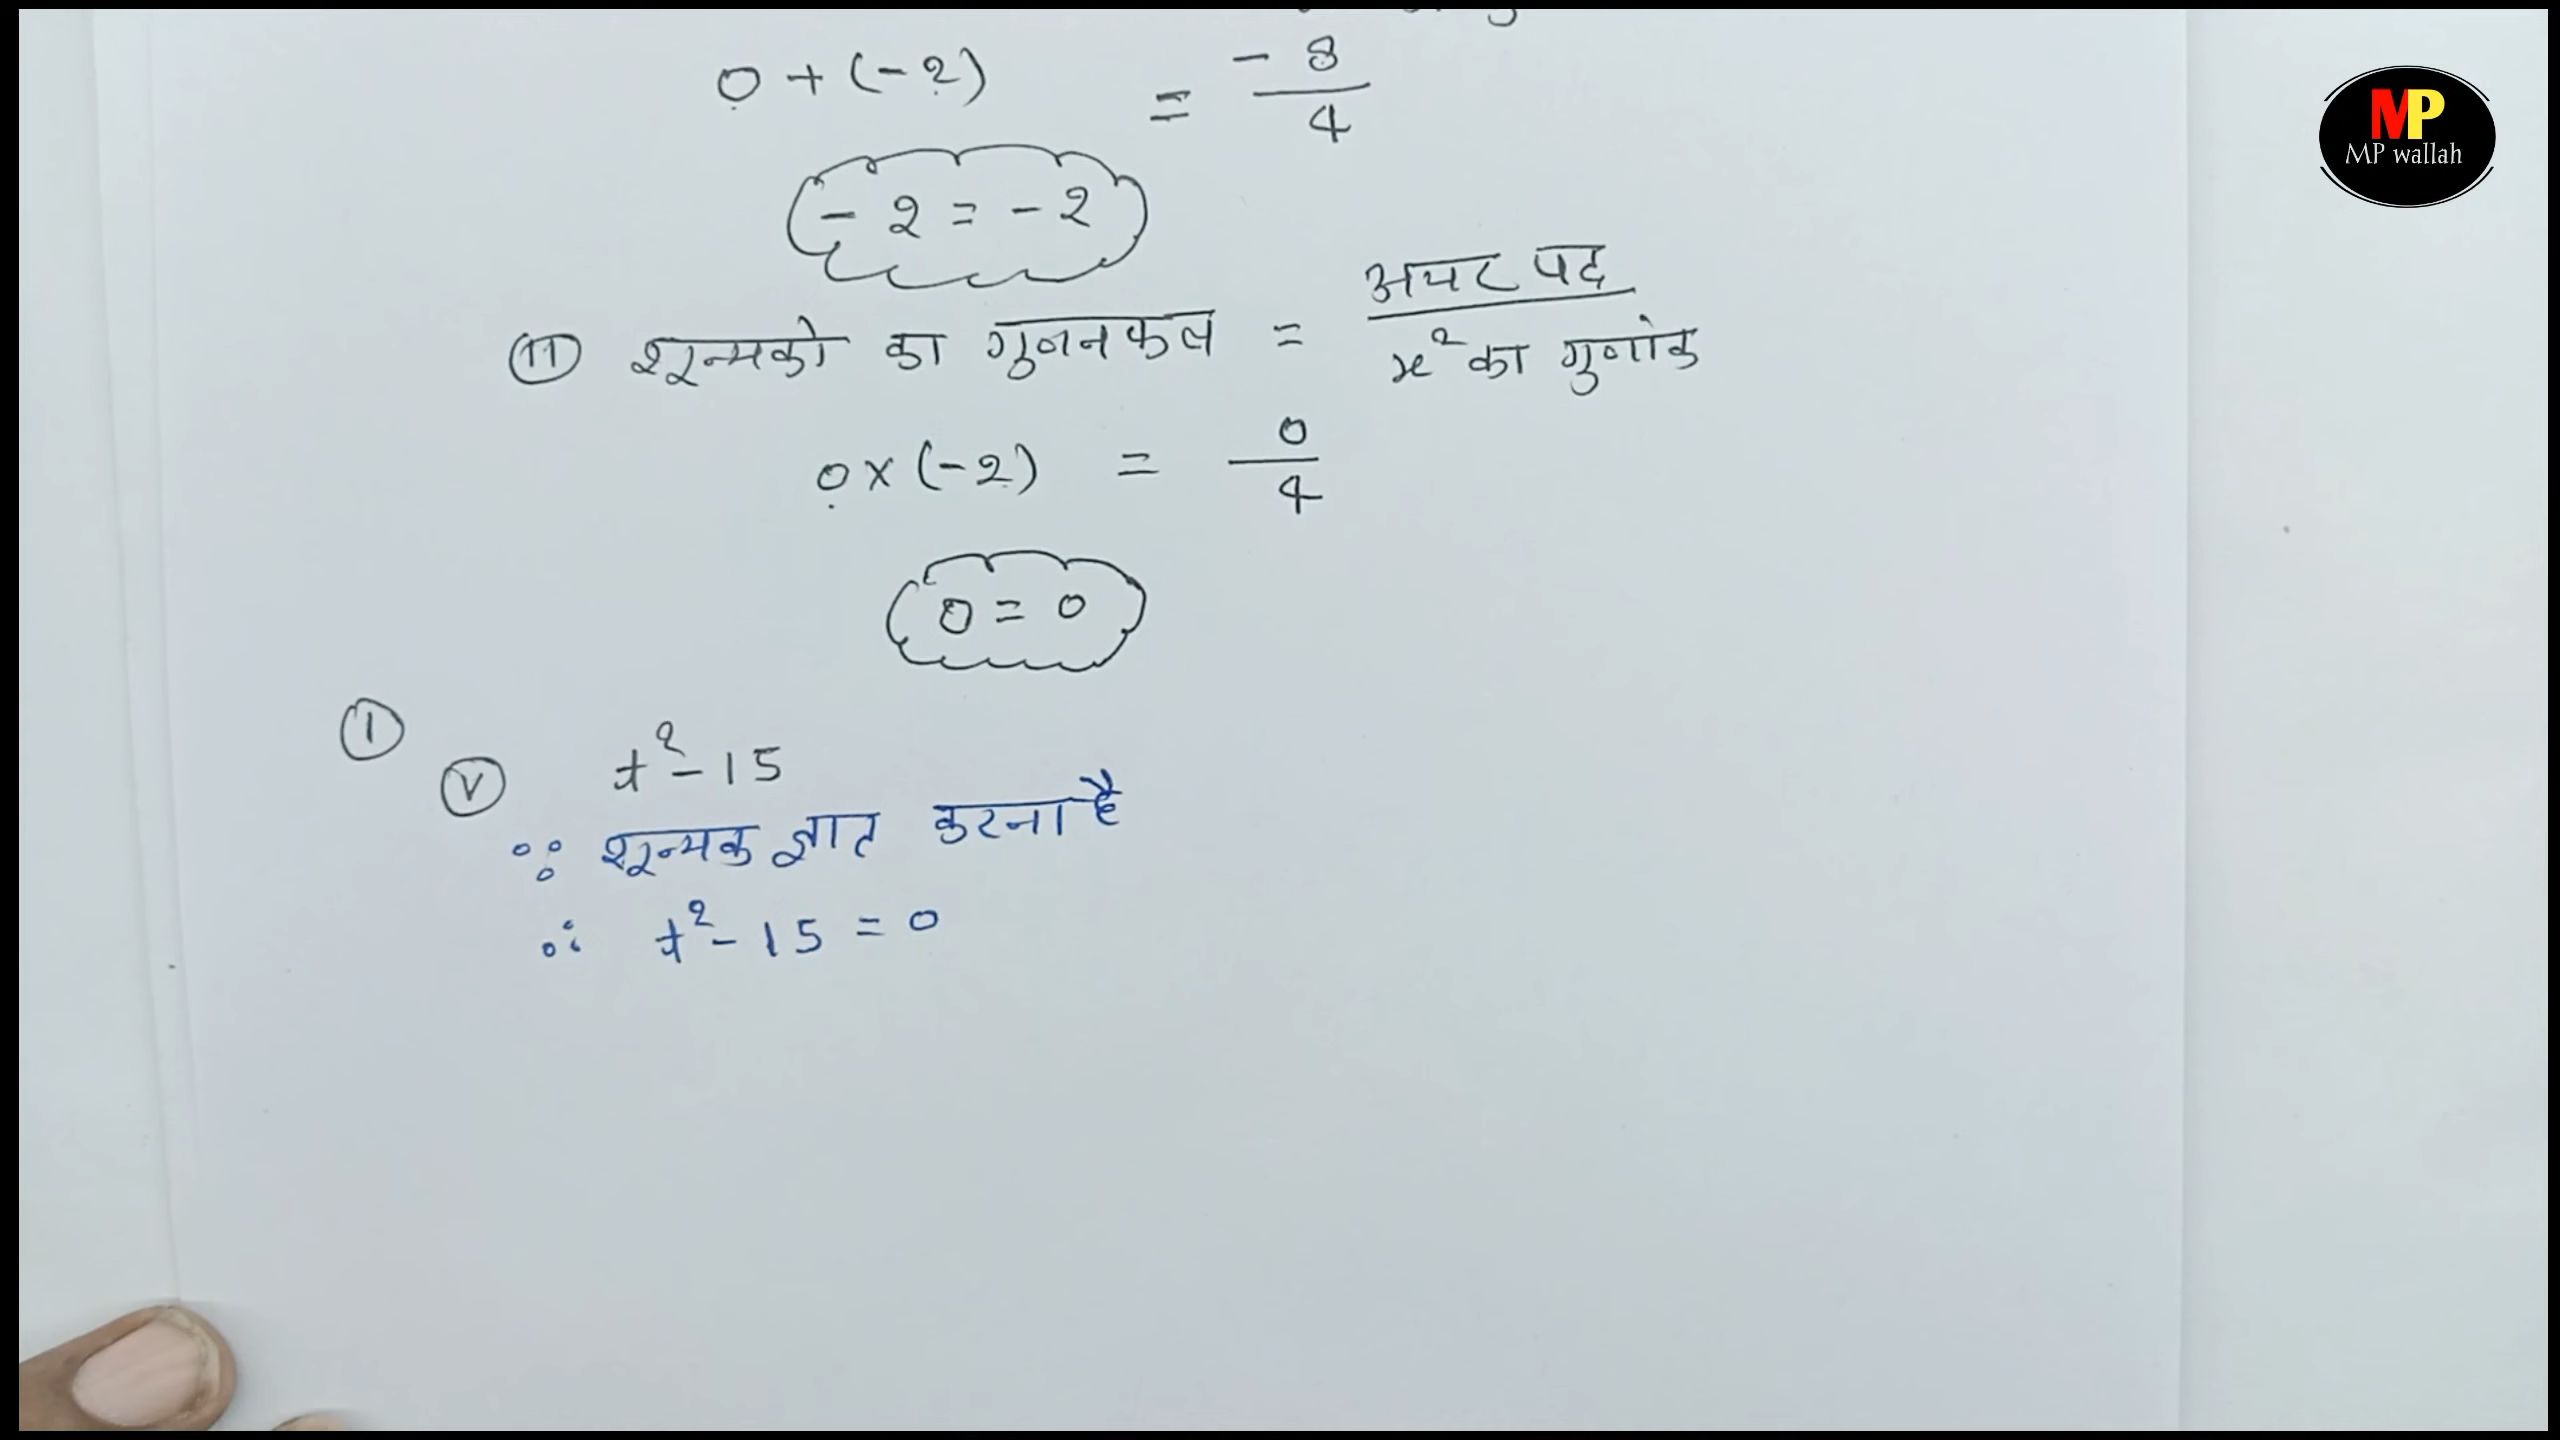 0 + (-2) = -8/4
-2 = -2
MP
MP wallah
(II) शून्यको का गुणनफल = अचर पद / x² का गुणांक
0 × (-2) = 0/4
0 = 0
(1)
(V) t² - 15
∵ शून्यक ज्ञात करना है
∴ t² - 15 = 0